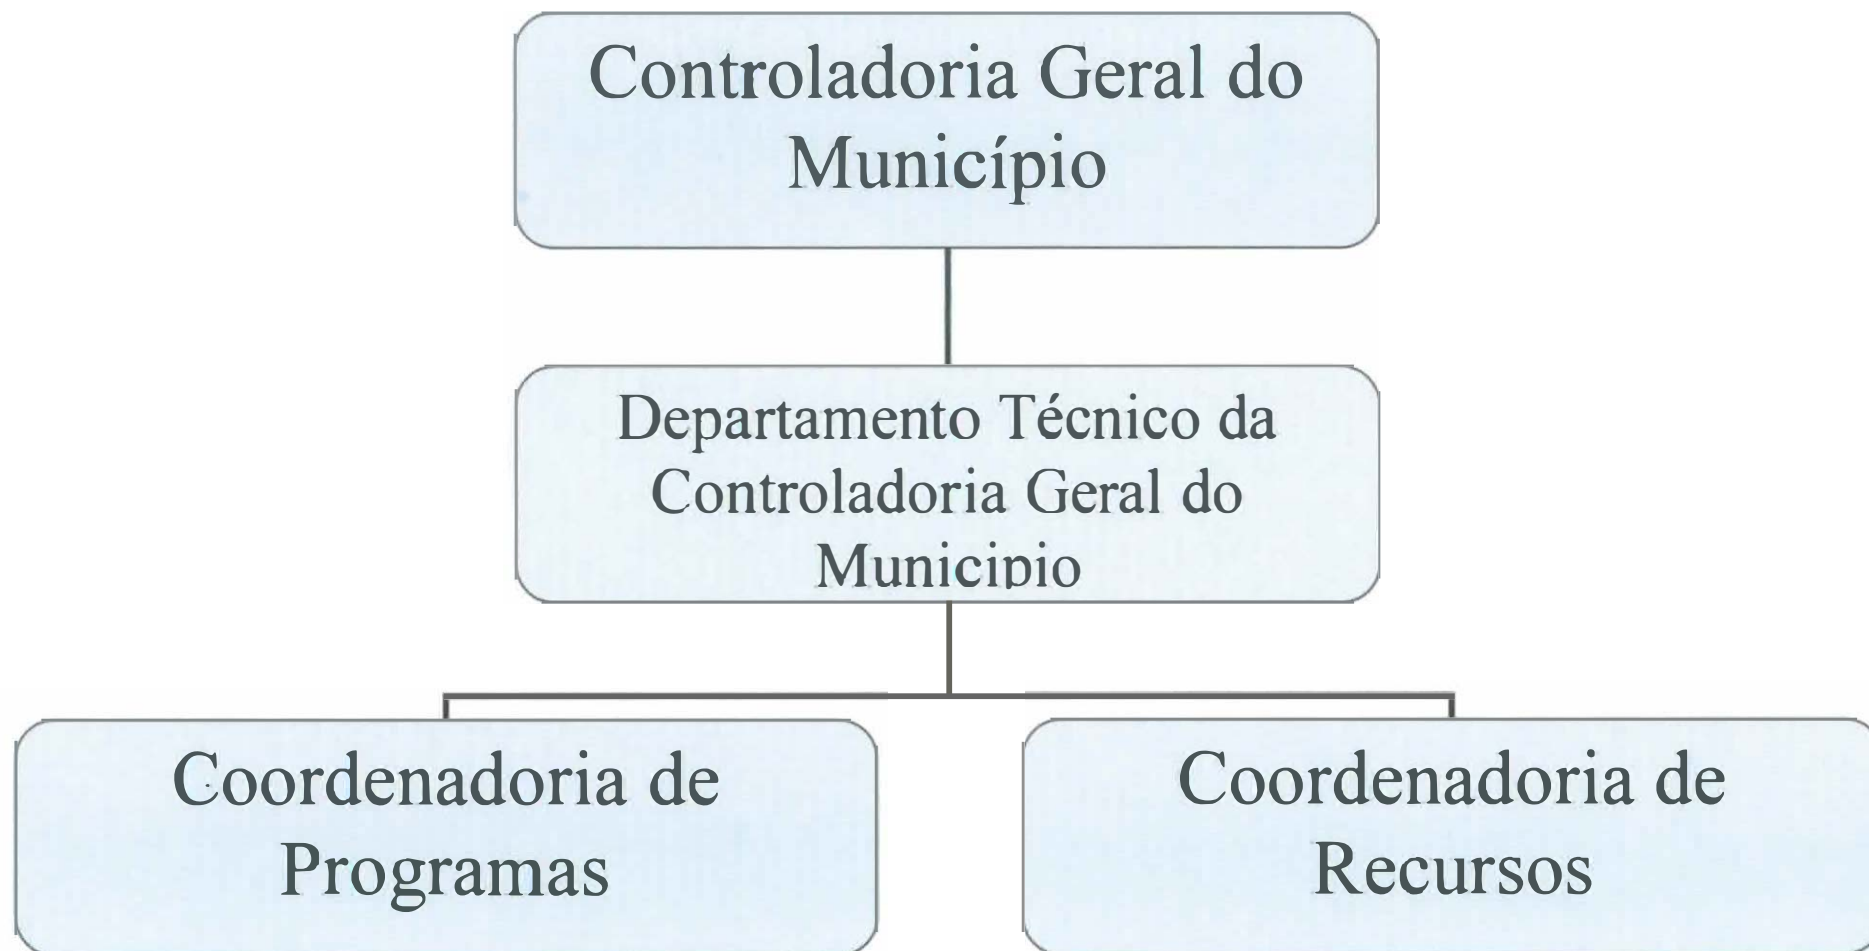 Controladoria Geral do
Município
Departamento Técnico da
Controladoria Geral do
Municipio
Coordenadoria de
Programas
Coordenadoria de
Recursos